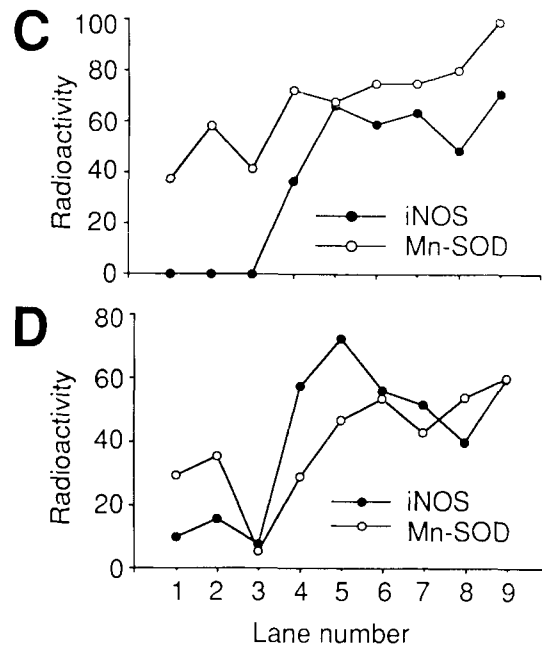 C
Radioactivity
100
80
60
40
20
0
iNOS
Mn-SOD
D
Radioactivity
80
60
40
20
0
iNOS
Mn-SOD
1 2 3 4 5 6 7 8 9
Lane number